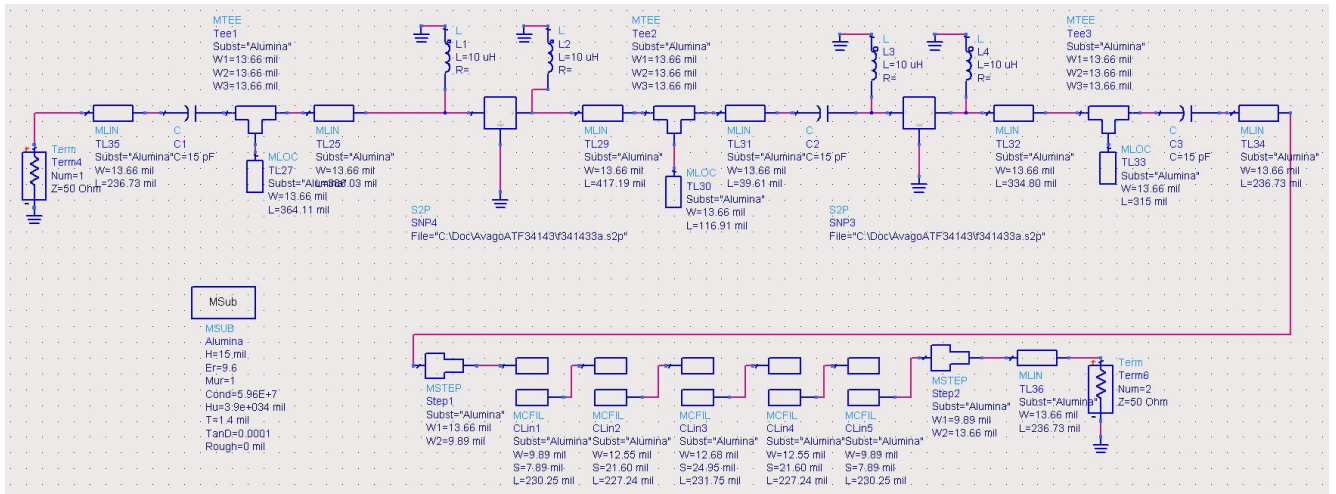 MTEE
Tee1
Subst="Alumina"
W1=13.66 mil
W2=13.66 mil
W3=13.66 mil
L
L1
L=10 uH
R=
L
L2
L=10 uH
R=
MTEE
Tee2
Subst="Alumina"
W1=13.66 mil
W2=13.66 mil
W3=13.66 mil
L
L3
L=10 uH
R=
L
L4
L=10 uH
R=
MTEE
Tee3
Subst="Alumina"
W1=13.66 mil
W2=13.66 mil
W3=13.66 mil
Term
Term4
Num=1
Z=50 Ohm
MLIN
TL35
Subst="Alumina"
W=13.66 mil
L=236.73 mil
C
C1
C=15 pF
MLOC
TL27
Subst="Alumina"
W=13.66 mil
L=364.11 mil
MLIN
TL25
Subst="Alumina"
W=13.66 mil
S2P
SNP4
File="C:\Doc\AvagoATF34143\f341433a.s2p"
MLIN
TL29
Subst="Alumina"
W=13.66 mil
L=417.19 mil
MLOC
TL30
Subst="Alumina"
W=13.66 mil
L=116.91 mil
MLIN
TL31
Subst="Alumina"
W=13.66 mil
L=39.61 mil
C
C2
C=15 pF
S2P
SNP3
File="C:\Doc\AvagoATF34143\f341433a.s2p"
MLIN
TL32
Subst="Alumina"
W=13.66 mil
L=334.80 mil
MLOC
TL33
Subst="Alumina"
W=13.66 mil
L=315 mil
C
C3
C=15 pF
MLIN
TL34
Subst="Alumina"
W=13.66 mil
L=236.73 mil
MSub
MSUB
Alumina
H=15 mil
Er=9.6
Mur=1
Cond=5.96E+7
Hu=3.9e+034 mil
T=1.4 mil
TanD=0.0001
Rough=0 mil
MSTEP
Step1
Subst="Alumina"
W1=13.66 mil
W2=9.89 mil
MCFIL
CLin1
Subst="Alumina"
W=9.89 mil
S=7.89 mil
L=230.25 mil
MCFIL
CLin2
Subst="Alumina"
W=12.55 mil
S=21.60 mil
L=227.24 mil
MCFIL
CLin3
Subst="Alumina"
W=12.68 mil
S=24.95 mil
L=231.75 mil
MCFIL
CLin4
Subst="Alumina"
W=12.55 mil
S=21.60 mil
L=227.24 mil
MCFIL
CLin5
Subst="Alumina"
W=9.89 mil
S=7.89 mil
L=230.25 mil
MSTEP
Step2
Subst="Alumina"
W1=9.89 mil
W2=13.66 mil
MLIN
TL36
Subst="Alumina"
W=13.66 mil
L=236.73 mil
Term
Term6
Num=2
Z=50 Ohm